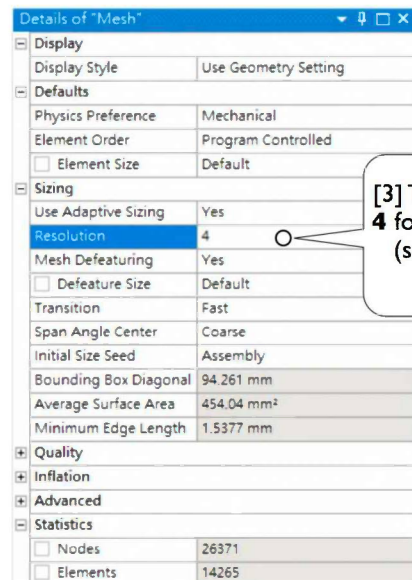 Details of "Mesh"
Display
Display Style Use Geometry Setting
Defaults
Physics Preference Mechanical
Element Order Program Controlled
Element Size Default
Sizing
Use Adaptive Sizing Yes
Resolution 4
Mesh Defeaturing Yes
Defeature Size Default
Transition Fast
Span Angle Center Coarse
Initial Size Seed Assembly
Bounding Box Diagonal 94.261 mm
Average Surface Area 454.04 mm²
Minimum Edge Length 1.5377 mm
Quality
Inflation
Advanced
Statistics
Nodes 26371
Elements 14265
[3]
4 fo
(s